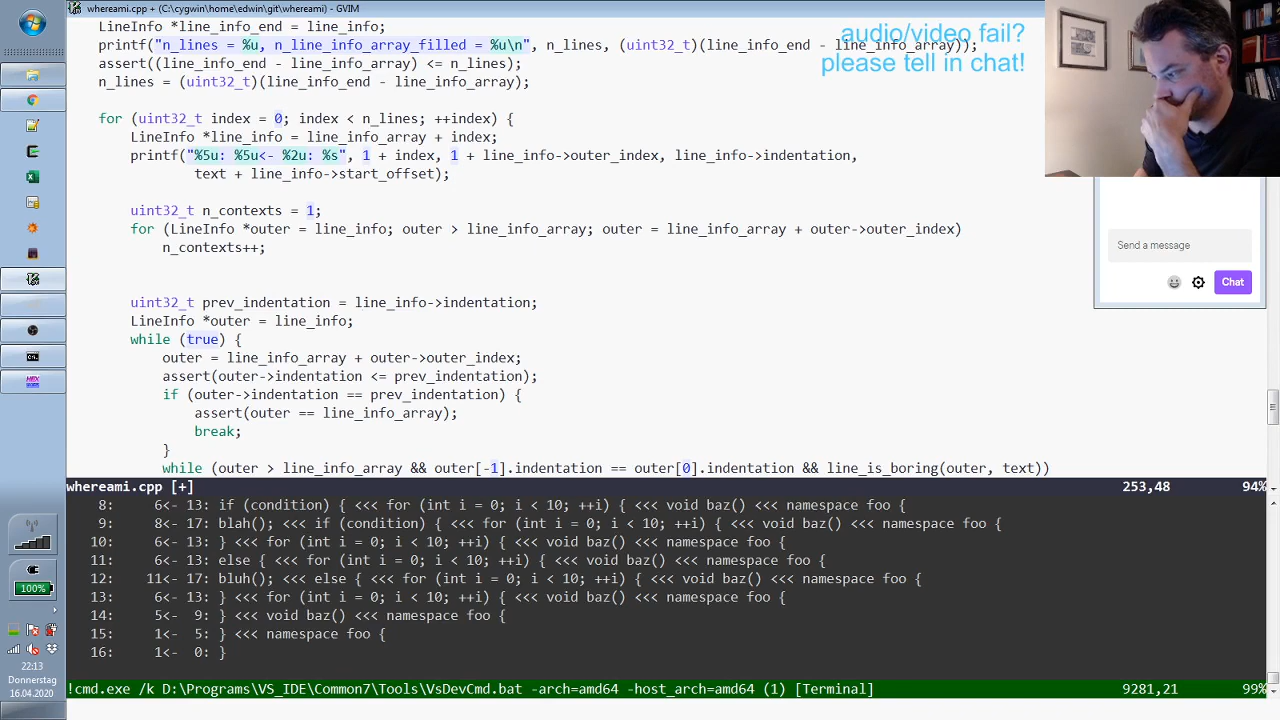 whereami.cpp + (C:\cygwin\home\edwin\git\whereami) - GVIM
LineInfo *line_info_end = line_info;
printf("n_lines = %u, n_line_info_array_filled = %u\n", n_lines, (uint32_t)(line_info_end - line_info_array));
assert((line_info_end - line_info_array) <= n_lines);
n_lines = (uint32_t)(line_info_end - line_info_array);
for (uint32_t index = 0; index < n_lines; ++index) {
LineInfo *line_info = line_info_array + index;
printf("%5u: %5u<- %2u: %s", 1 + index, 1 + line_info->outer_index, line_info->indentation,
text + line_info->start_offset);
uint32_t n_contexts = 1;
for (LineInfo *outer = line_info; outer > line_info_array; outer = line_info_array + outer->outer_index)
n_contexts++;
uint32_t prev_indentation = line_info->indentation;
LineInfo *outer = line_info;
while (true) {
outer = line_info_array + outer->outer_index;
assert(outer->indentation <= prev_indentation);
if (outer->indentation == prev_indentation) {
assert(outer == line_info_array);
break;
}
while (outer > line_info_array && outer[-1].indentation == outer[0].indentation && line_is_boring(outer, text))
whereami.cpp [+] 253,48 94%
8: 6<- 13: if (condition) { <<< for (int i = 0; i < 10; ++i) { <<< void baz() <<< namespace foo {
9: 8<- 17: blah(); <<< if (condition) { <<< for (int i = 0; i < 10; ++i) { <<< void baz() <<< namespace foo {
10: 6<- 13: } <<< for (int i = 0; i < 10; ++i) { <<< void baz() <<< namespace foo {
11: 6<- 13: else { <<< for (int i = 0; i < 10; ++i) { <<< void baz() <<< namespace foo {
12: 11<- 17: bluh(); <<< else { <<< for (int i = 0; i < 10; ++i) { <<< void baz() <<< namespace foo {
13: 6<- 13: } <<< for (int i = 0; i < 10; ++i) { <<< void baz() <<< namespace foo {
14: 5<- 9: } <<< void baz() <<< namespace foo {
15: 1<- 5: } <<< namespace foo {
16: 1<- 0: }
!cmd.exe /k D:\Programs\VS_IDE\Common7\Tools\VsDevCmd.bat -arch=amd64 -host_arch=amd64 (1) [Terminal] 9281,21 99%
audio/video fail?
please tell in chat!
Send a message
Chat
100%
22:13
Donnerstag
16.04.2020